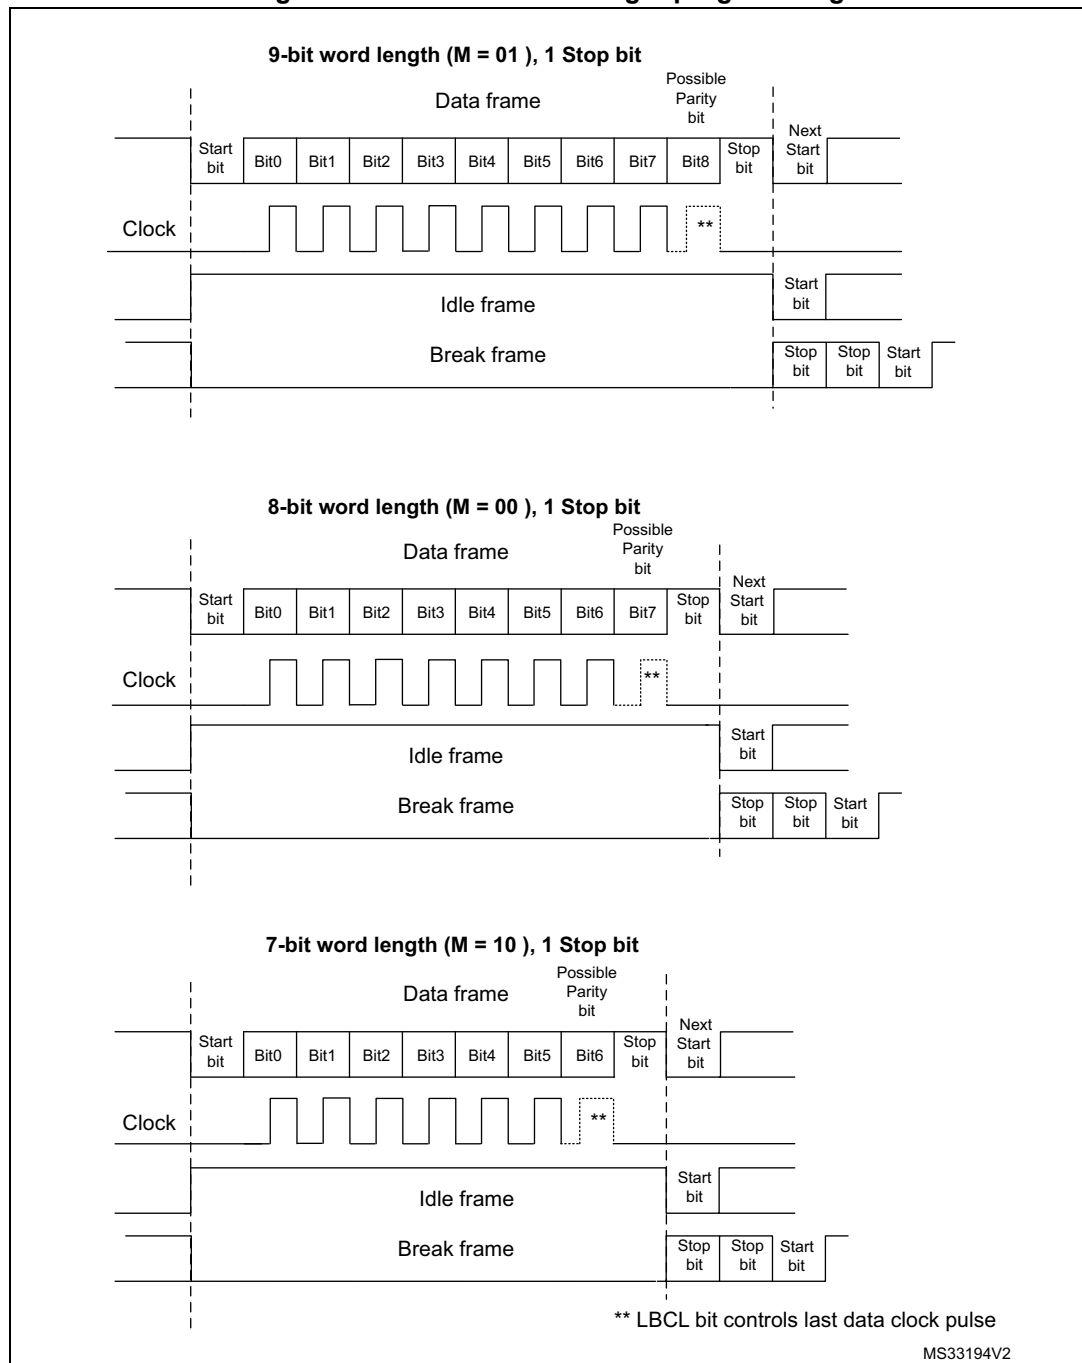 9-bit word length (M = 01 ), 1 Stop bit
Possible
Parity
bit
Data frame
Next
Start
bit
Start
bit
Bit0 Bit1 Bit2 Bit3 Bit4 Bit5 Bit6 Bit7 Bit8
Stop
bit
Clock
**
Idle frame
Start
bit
Break frame
Stop
bit
Stop
bit
Start
bit
8-bit word length (M = 00 ), 1 Stop bit
Possible
Parity
bit
Data frame
Next
Start
bit
Start
bit
Bit0 Bit1 Bit2 Bit3 Bit4 Bit5 Bit6 Bit7
Stop
bit
Clock
**
Idle frame
Start
bit
Break frame
Stop
bit
Stop
bit
Start
bit
7-bit word length (M = 10 ), 1 Stop bit
Possible
Parity
bit
Data frame
Next
Start
bit
Start
bit
Bit0 Bit1 Bit2 Bit3 Bit4 Bit5 Bit6
Stop
bit
Clock
**
Idle frame
Start
bit
Break frame
Stop
bit
Stop
bit
Start
bit
** LBCL bit controls last data clock pulse
MS33194V2